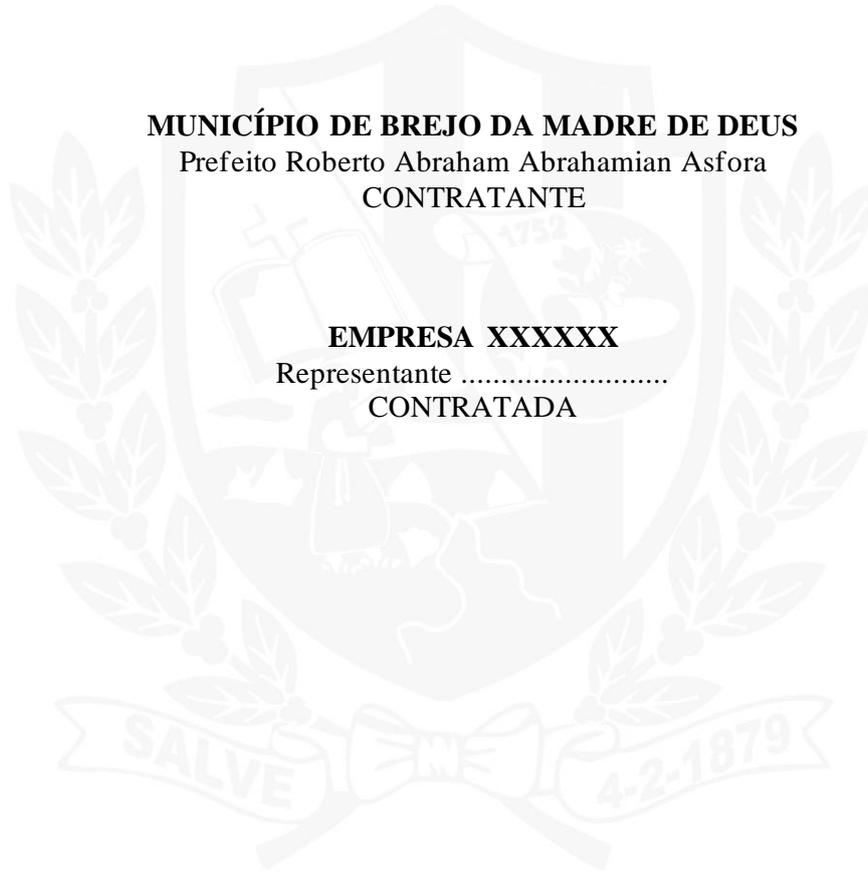 MUNICÍPIO DE BREJO DA MADRE DE DEUS
Prefeito Roberto Abraham Abrahamian Asfora
CONTRATANTE
1752
EMPRESA XXXXXX
Representante ..........................
CONTRATADA
SALVE
4-2-1879